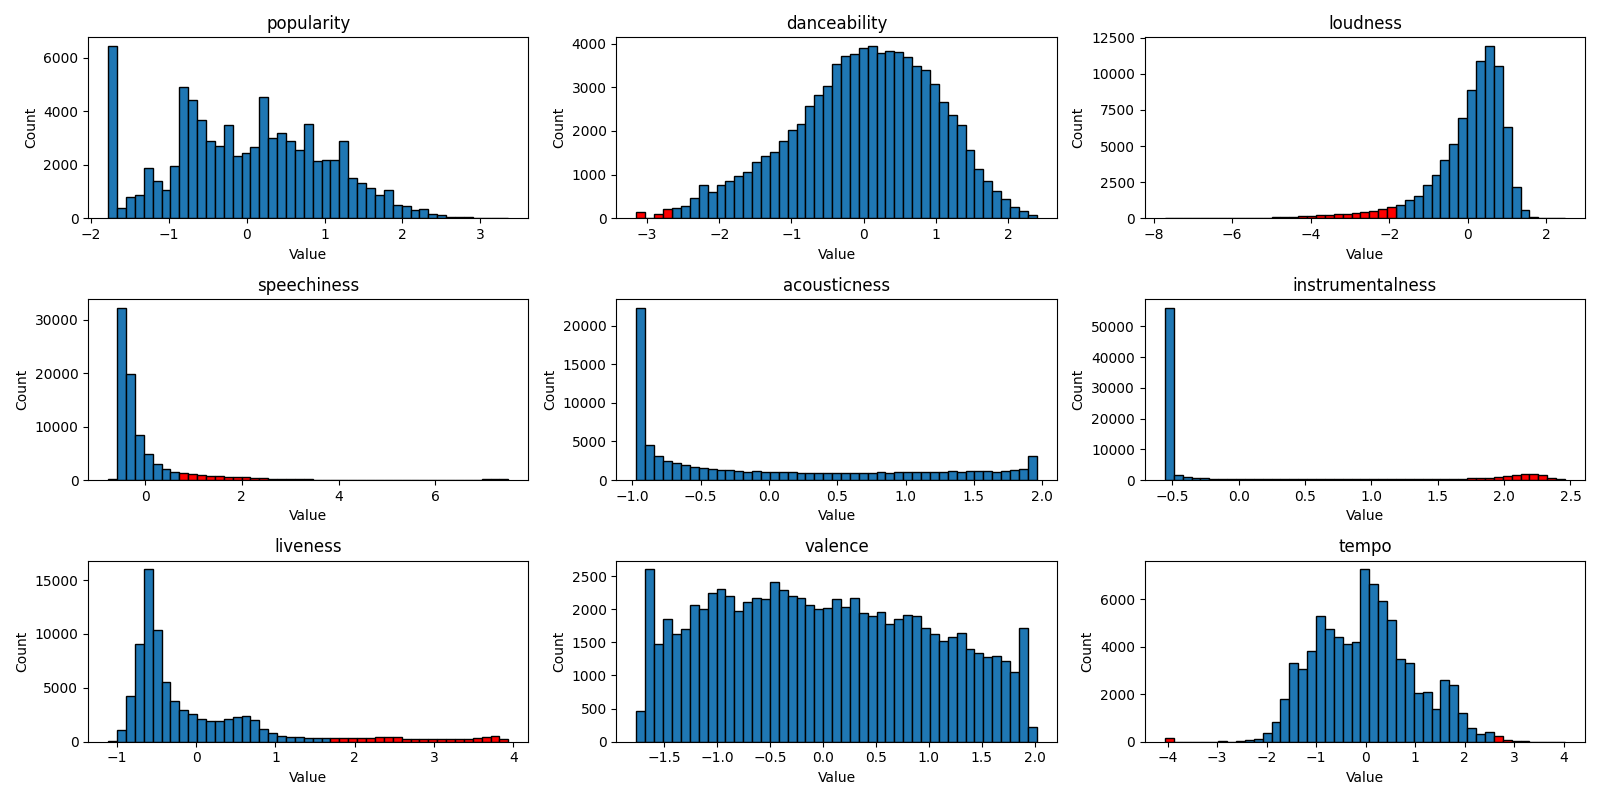 popularity
danceability
loudness
Count
6000
4000
2000
0
−2 −1 0 1 2 3
Value
Count
4000
3000
2000
1000
0
−3 −2 −1 0 1 2
Value
Count
12500
10000
7500
5000
2500
0
−8 −6 −4 −2 0 2
Value
speechiness
acousticness
instrumentalness
Count
30000
20000
10000
0
0 2 4 6
Value
Count
20000
15000
10000
5000
0
−1.0 −0.5 0.0 0.5 1.0 1.5 2.0
Value
Count
50000
40000
30000
20000
10000
0
−0.5 0.0 0.5 1.0 1.5 2.0 2.5
Value
liveness
valence
tempo
Count
15000
10000
5000
0
−1 0 1 2 3 4
Value
Count
2500
2000
1500
1000
500
0
−1.5 −1.0 −0.5 0.0 0.5 1.0 1.5 2.0
Value
Count
6000
4000
2000
0
−4 −3 −2 −1 0 1 2 3 4
Value